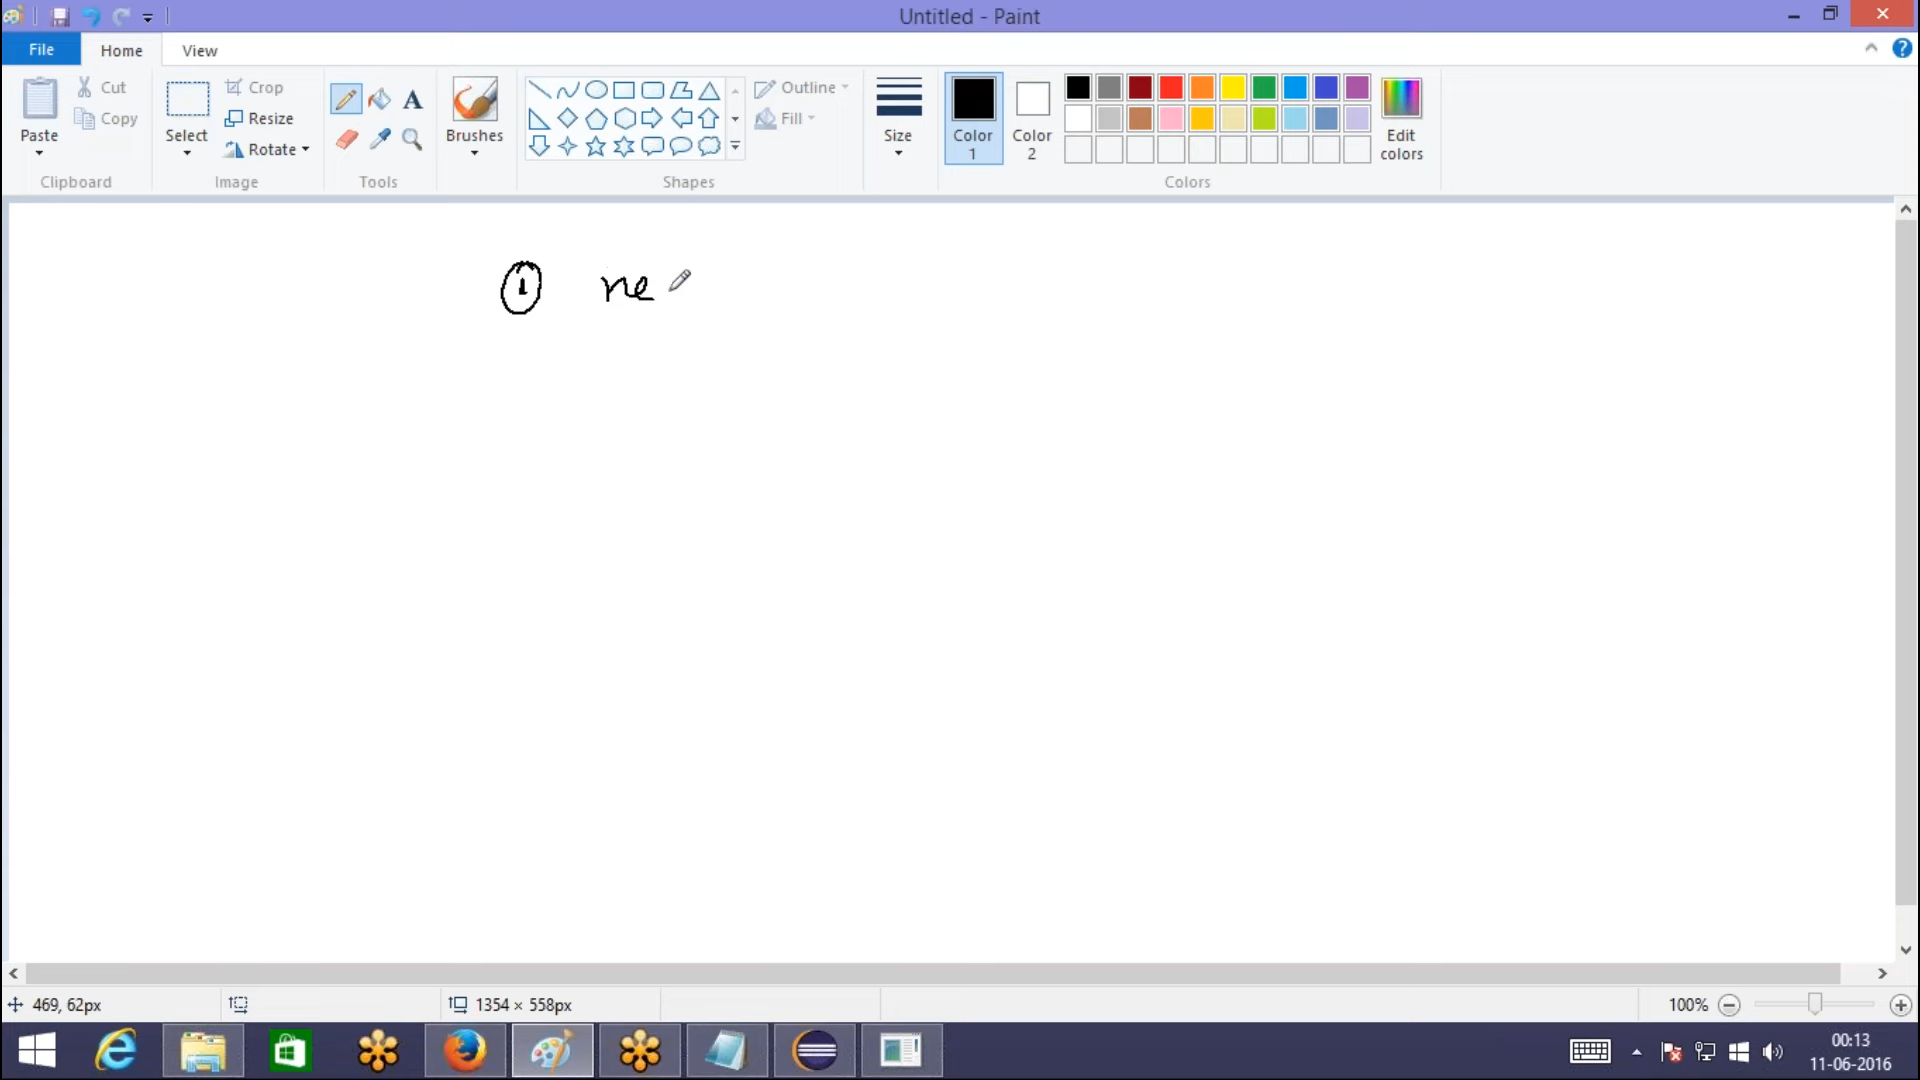 Untitled - Paint
File Home View
Paste Cut Copy Select Crop Resize Rotate Brushes Outline Fill Size Color 1 Color 2 Edit colors
Clipboard Image Tools Shapes Colors
1 ne
469, 62px 1354 × 558px 100%
00:13
11-06-2016